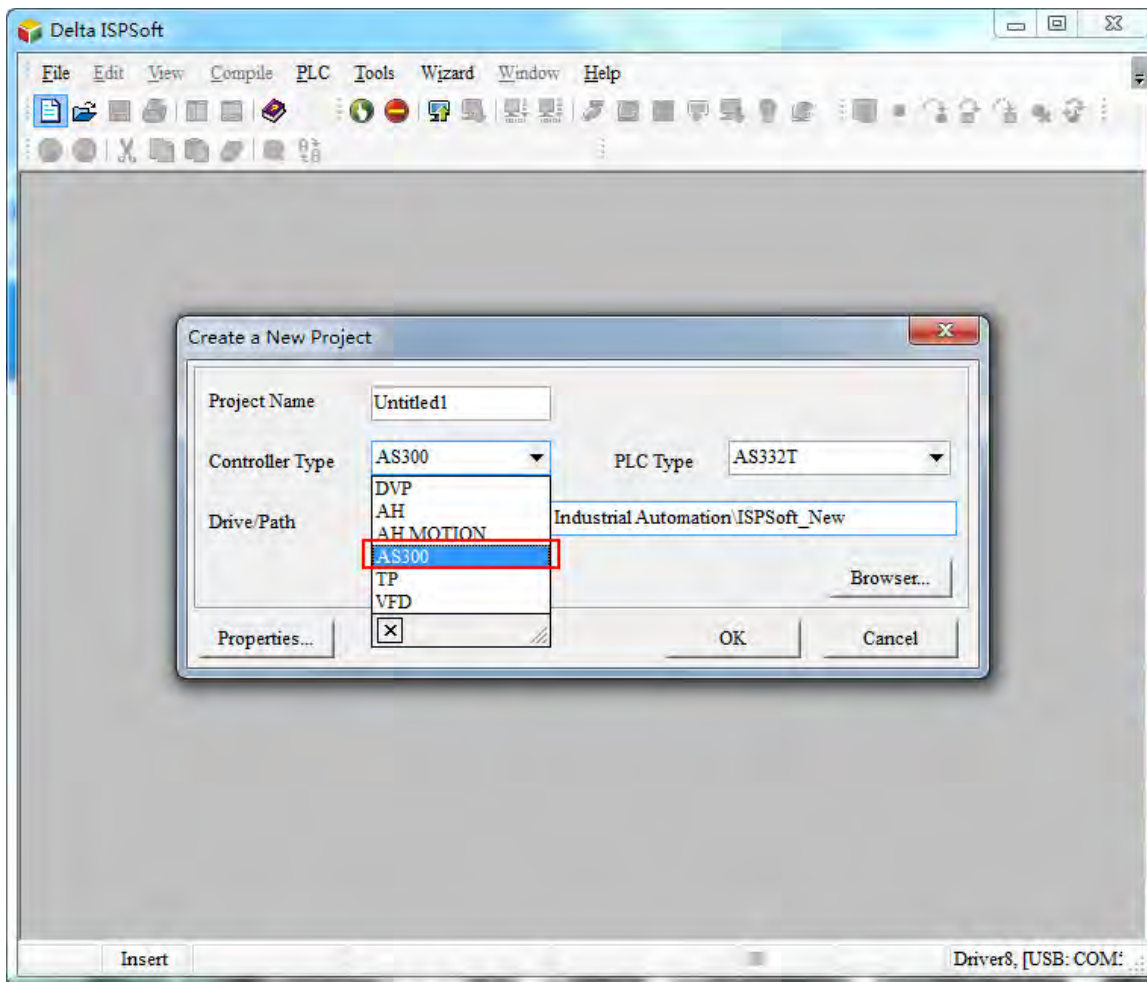 Delta ISPSoft
File Edit View Compile PLC Tools Wizard Window Help
Create a New Project
Project Name Untitled1
Controller Type AS300 PLC Type AS332T
DVP
AH
Drive/Path Industrial Automation\ISPSoft_New
AH MOTION
AS300
TP
Browser...
VFD
Properties... OK Cancel
Insert Driver8, [USB: COM